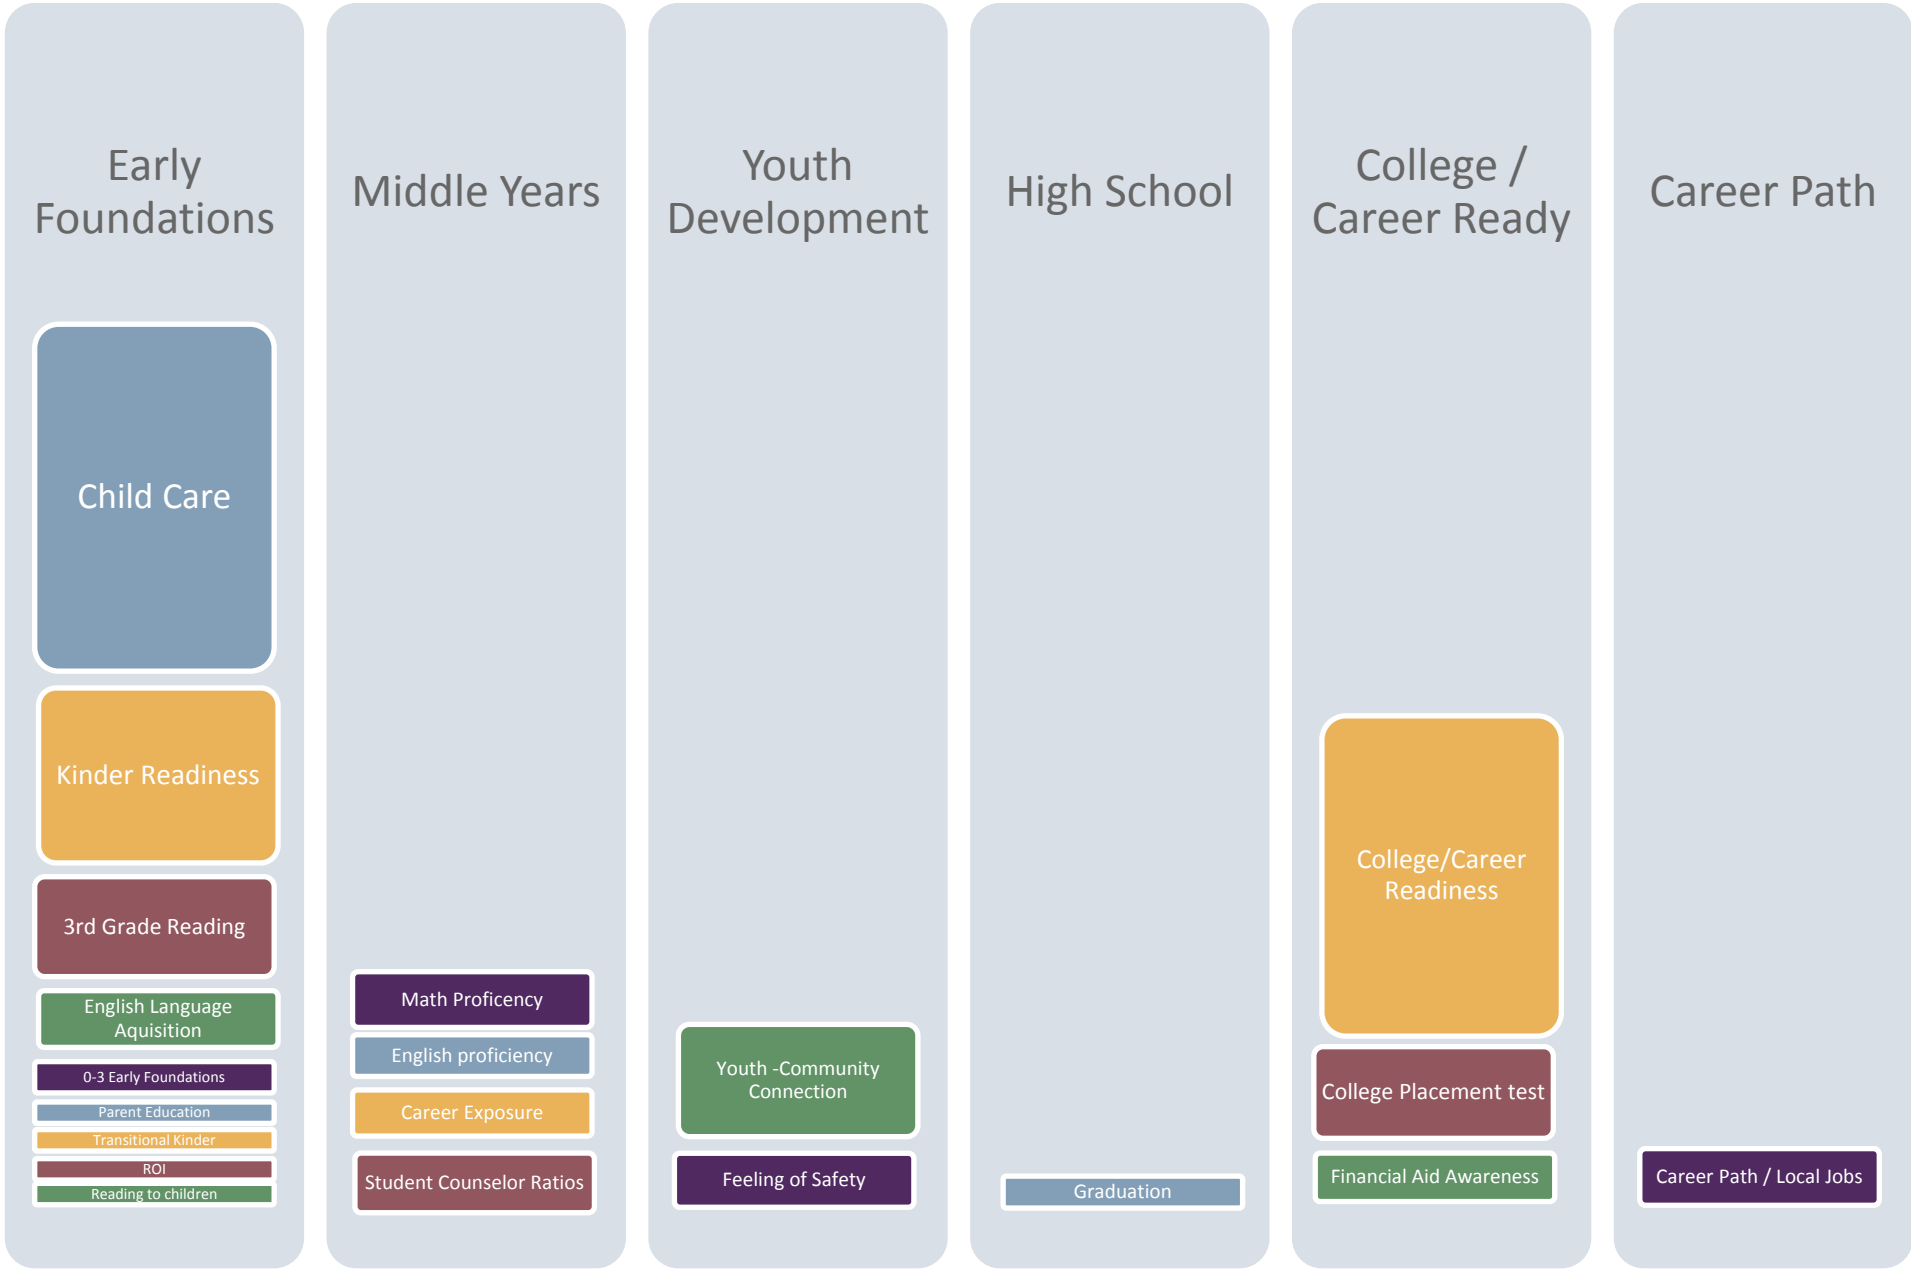 Early
Foundations
Child Care
Kinder Readiness
3rd Grade Reading
English Language
Aquisition
0-3 Early Foundations
Parent Education
Transitional Kinder
ROI
Reading to children
Middle Years
Math Proficency
English proficiency
Career Exposure
Student Counselor Ratios
Youth
Development
Youth -Community
Connection
Feeling of Safety
High School
Graduation
College /
Career Ready
College/Career
Readiness
College Placement test
Financial Aid Awareness
Career Path
Career Path / Local Jobs